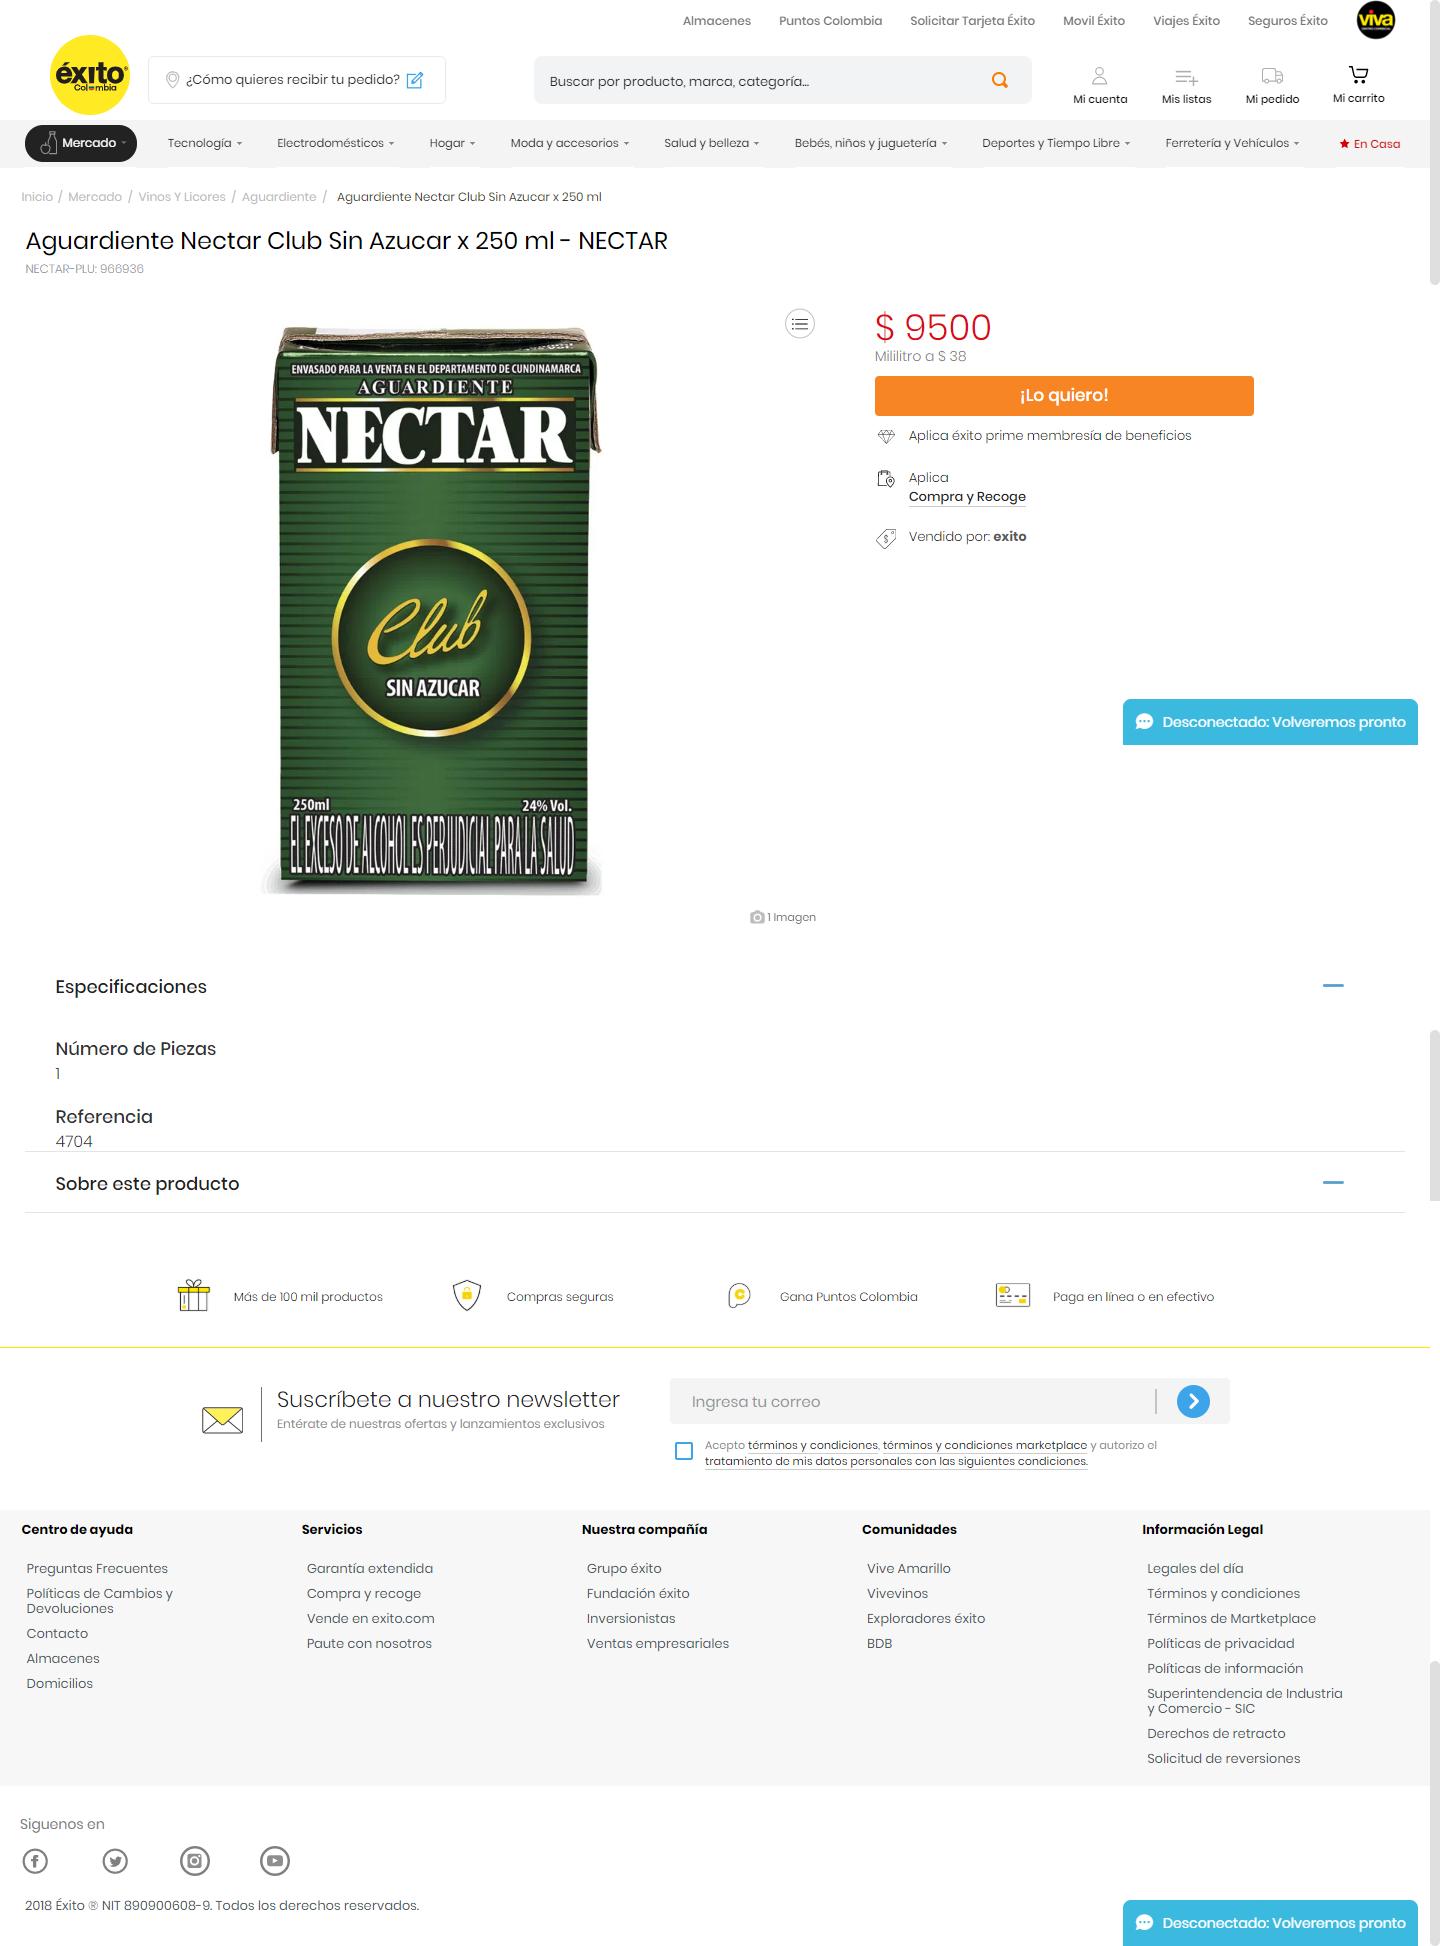 Almacenes Puntos Colombia Solicitar Tarjeta Éxito Movil Éxito Viajes Éxito Seguros Éxito viva
éxito
Colombia
¿Cómo quieres recibir tu pedido?
Buscar por producto, marca, categoría...
Mi cuenta Mis listas Mi pedido Mi carrito
Mercado Tecnología Electrodomésticos Hogar Moda y accesorios Salud y belleza Bebés, niños y juguetería Deportes y Tiempo Libre Ferretería y Vehículos En Casa
Inicio / Mercado / Vinos Y Licores / Aguardiente / Aguardiente Nectar Club Sin Azucar x 250 ml
Aguardiente Nectar Club Sin Azucar x 250 ml - NECTAR
NECTAR-PLU: 966936
ENVASADO PARA LA VENTA EN EL DEPARTAMENTO DE CUNDINAMARCA
AGUARDIENTE
NECTAR
Club
SIN AZUCAR
250ml 24% Vol.
EL EXCESO DE ALCOHOL ES PERJUDICIAL PARA LA SALUD
1 Imagen
$ 9500
Mililitro a $ 38
¡Lo quiero!
Aplica éxito prime membresía de beneficios
Aplica
Compra y Recoge
Vendido por: exito
Desconectado: Volveremos pronto
Especificaciones
Número de Piezas
1
Referencia
4704
Sobre este producto
Más de 100 mil productos Compras seguras Gana Puntos Colombia Paga en línea o en efectivo
Suscríbete a nuestro newsletter
Entérate de nuestras ofertas y lanzamientos exclusivos
Ingresa tu correo
Acepto términos y condiciones, términos y condiciones marketplace y autorizo el
tratamiento de mis datos personales con las siguientes condiciones.
Centro de ayuda
Preguntas Frecuentes
Políticas de Cambios y
Devoluciones
Contacto
Almacenes
Domicilios
Servicios
Garantía extendida
Compra y recoge
Vende en exito.com
Paute con nosotros
Nuestra compañía
Grupo éxito
Fundación éxito
Inversionistas
Ventas empresariales
Comunidades
Vive Amarillo
Vivevinos
Exploradores éxito
BDB
Información Legal
Legales del día
Términos y condiciones
Términos de Martketplace
Políticas de privacidad
Políticas de información
Superintendencia de Industria
y Comercio - SIC
Derechos de retracto
Solicitud de reversiones
Siguenos en
2018 Éxito ® NIT 890900608-9. Todos los derechos reservados.
Desconectado: Volveremos pronto